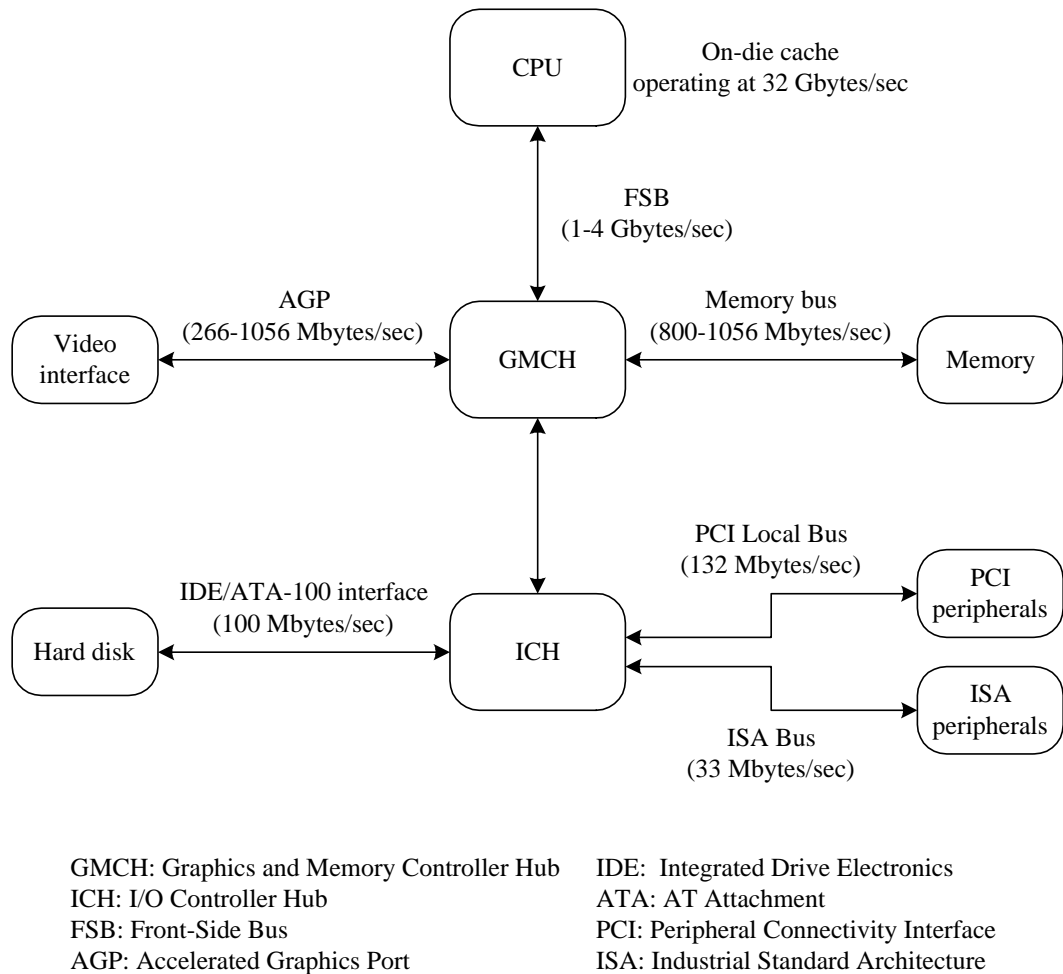 CPU
On-die cache
operating at 32 Gbytes/sec
FSB
(1-4 Gbytes/sec)
AGP
(266-1056 Mbytes/sec)
Memory bus
(800-1056 Mbytes/sec)
Video
interface
GMCH
Memory
PCI Local Bus
(132 Mbytes/sec)
IDE/ATA-100 interface
(100 Mbytes/sec)
PCI
peripherals
Hard disk
ICH
ISA
peripherals
ISA Bus
(33 Mbytes/sec)
GMCH: Graphics and Memory Controller Hub
ICH: I/O Controller Hub
FSB: Front-Side Bus
AGP: Accelerated Graphics Port
IDE: Integrated Drive Electronics
ATA: AT Attachment
PCI: Peripheral Connectivity Interface
ISA: Industrial Standard Architecture